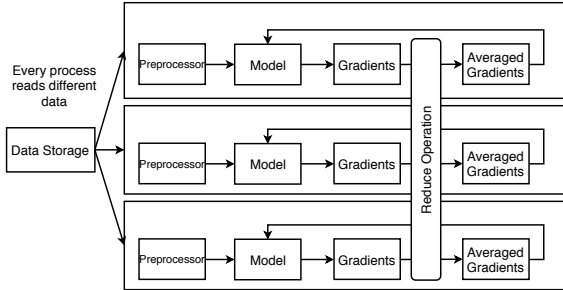 Every process
reads different
data
Data Storage
Preprocessor
Model
Gradients
Averaged
Gradients
Preprocessor
Model
Gradients
Averaged
Gradients
Preprocessor
Model
Gradients
Averaged
Gradients
Reduce Operation